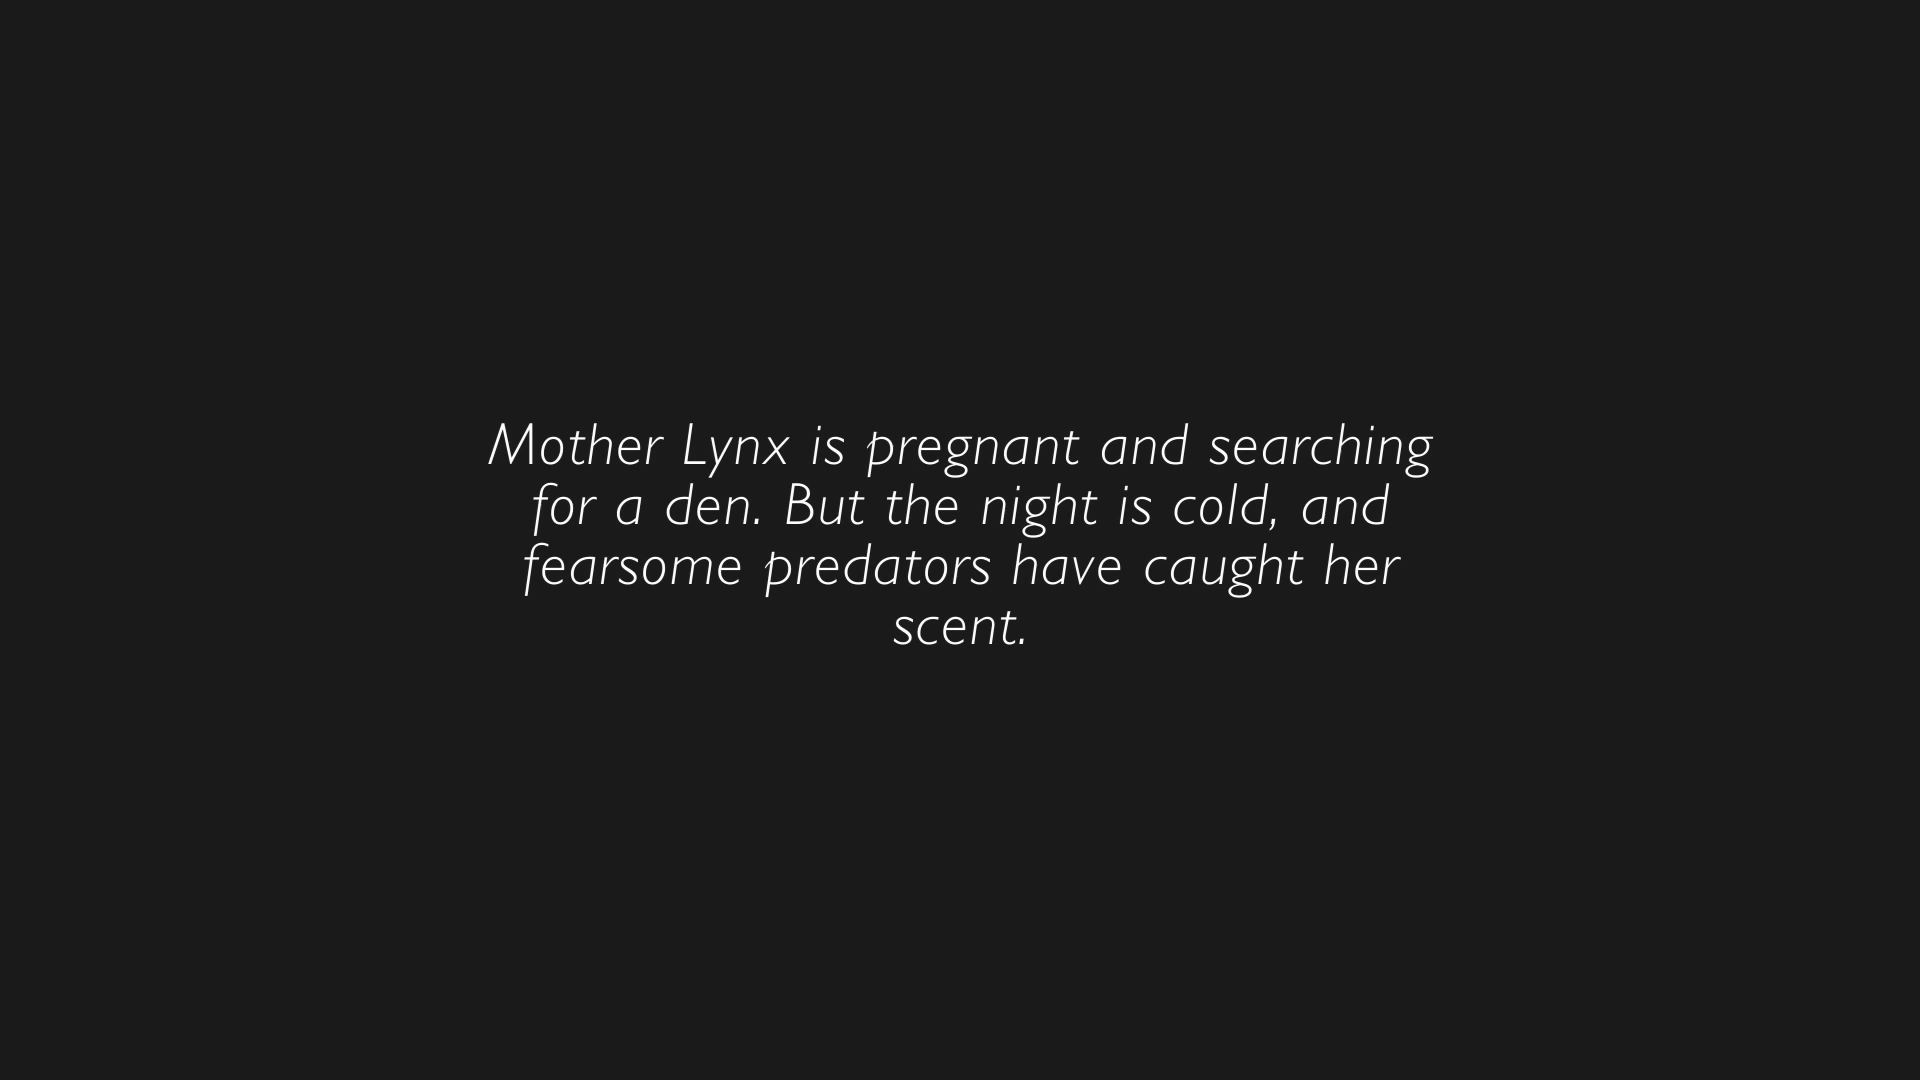 Mother Lynx is pregnant and searching
for a den. But the night is cold, and
fearsome predators have caught her
scent.